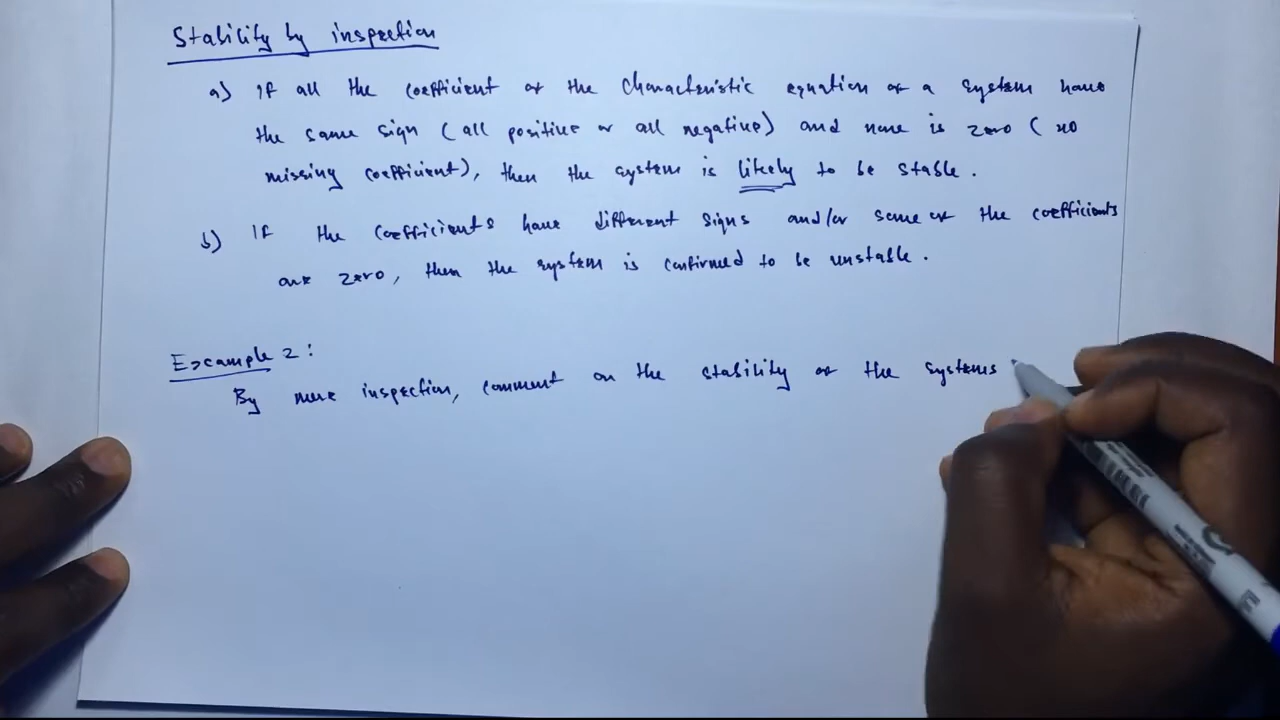 Stability by inspection
a) If all the coefficient of the characteristic equation of a system have
the same sign (all positive or all negative) and none is zero (no
missing coefficient), then the system is likely to be stable.
b) If the coefficients have different signs and/or some of the coefficients
are zero, then the system is confirmed to be unstable.
Example 2:
By mere inspection, comment on the stability of the systems